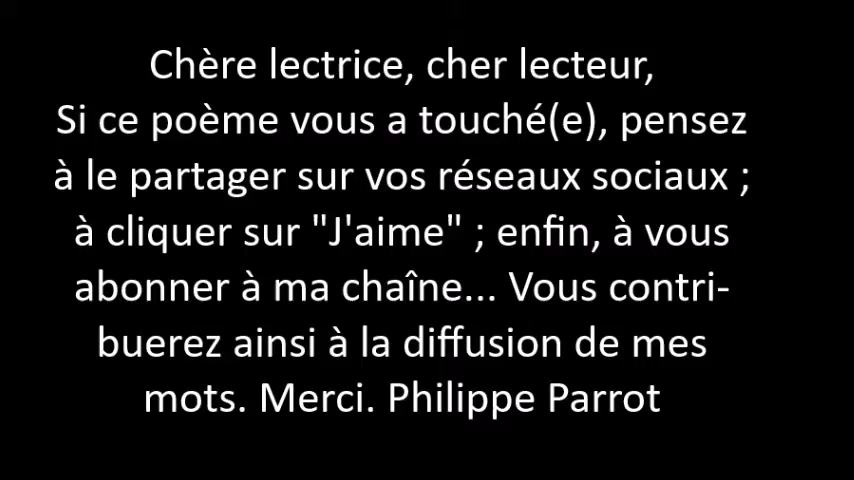 Chère lectrice, cher lecteur,
Si ce poème vous a touché(e), pensez
à le partager sur vos réseaux sociaux ;
à cliquer sur "J'aime" ; enfin, à vous
abonner à ma chaîne... Vous contri-
buerez ainsi à la diffusion de mes
mots. Merci. Philippe Parrot